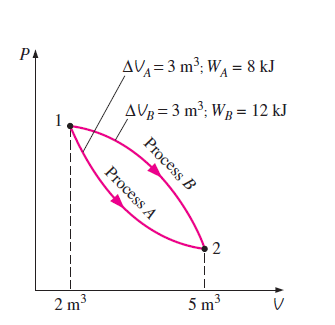 P
ΔV_A = 3 m³; W_A = 8 kJ
ΔV_B = 3 m³; W_B = 12 kJ
1
Process B
Process A
2
2 m³
5 m³
V